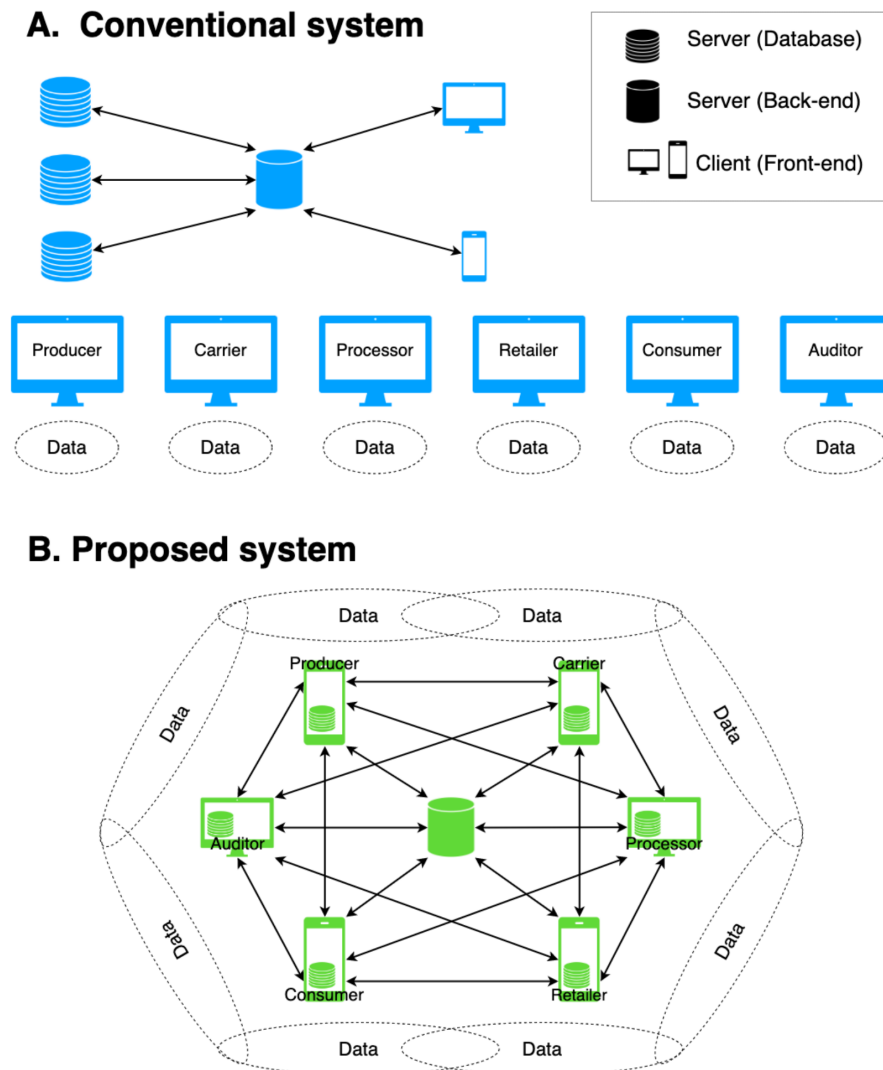 A. Conventional system
Server (Database)
Server (Back-end)
Client (Front-end)
Producer
Carrier
Processor
Retailer
Consumer
Auditor
Data
Data
Data
Data
Data
Data
B. Proposed system
Data
Data
Producer
Carrier
Data
Data
Auditor
Processor
Data
Data
Consumer
Retailer
Data
Data